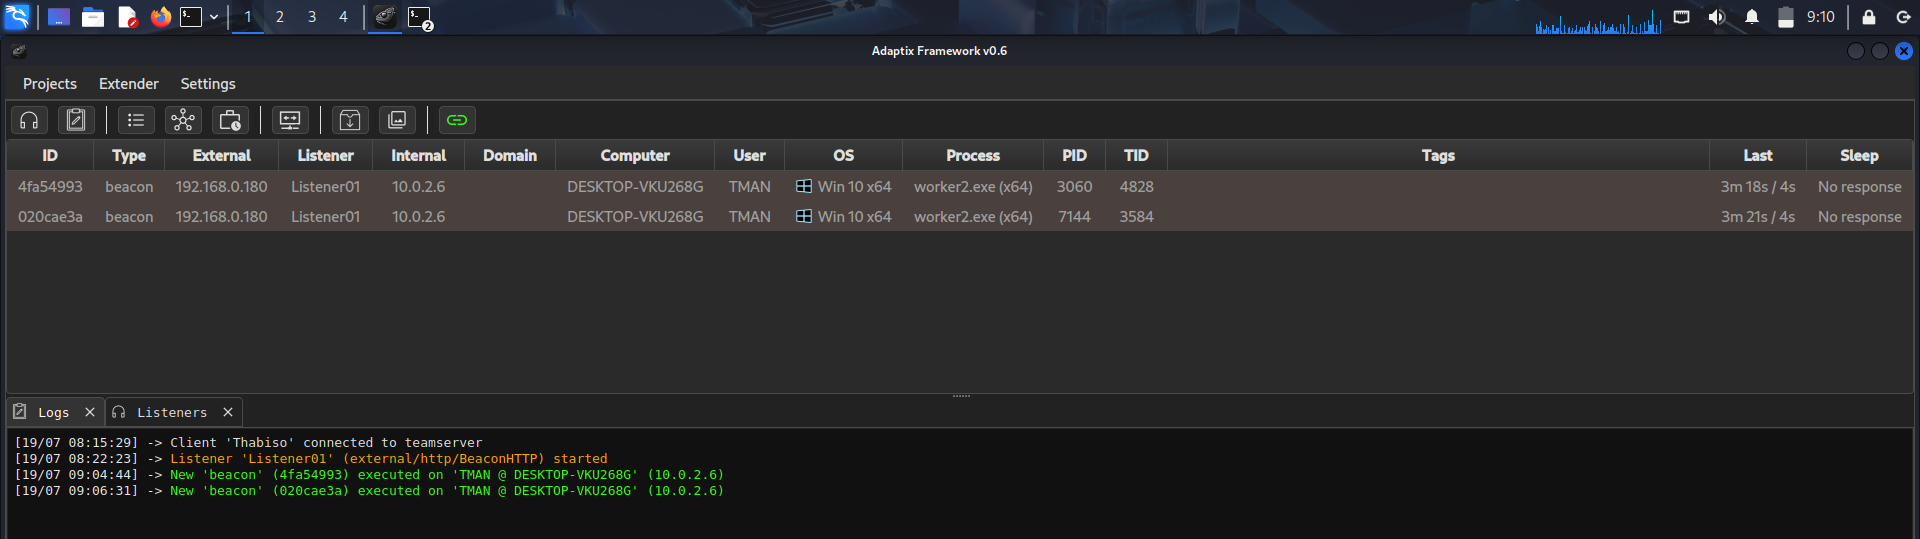 1 2 3 4 2 9:10
Adaptix Framework v0.6
Projects Extender Settings
ID Type External Listener Internal Domain Computer User OS Process PID TID Tags Last Sleep
4fa54993 beacon 192.168.0.180 Listener01 10.0.2.6 DESKTOP-VKU268G TMAN Win 10 x64 worker2.exe (x64) 3060 4828 3m 18s / 4s No response
020cae3a beacon 192.168.0.180 Listener01 10.0.2.6 DESKTOP-VKU268G TMAN Win 10 x64 worker2.exe (x64) 7144 3584 3m 21s / 4s No response
Logs Listeners
[19/07 08:15:29] -> Client 'Thabiso' connected to teamserver
[19/07 08:22:23] -> Listener 'Listener01' (external/http/BeaconHTTP) started
[19/07 09:04:44] -> New 'beacon' (4fa54993) executed on 'TMAN @ DESKTOP-VKU268G' (10.0.2.6)
[19/07 09:06:31] -> New 'beacon' (020cae3a) executed on 'TMAN @ DESKTOP-VKU268G' (10.0.2.6)